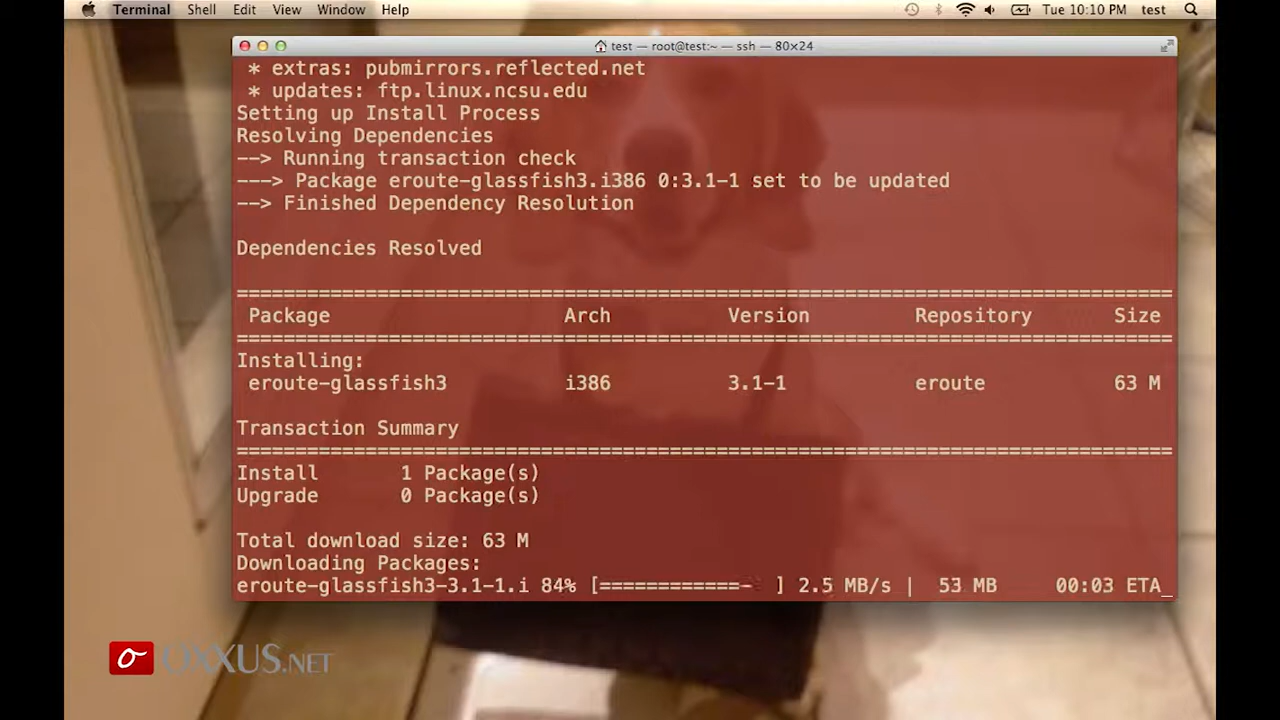 Terminal Shell Edit View Window Help Tue 10:10 PM test
test — root@test:~ — ssh — 80×24
* extras: pubmirrors.reflected.net
* updates: ftp.linux.ncsu.edu
Setting up Install Process
Resolving Dependencies
--> Running transaction check
---> Package eroute-glassfish3.i386 0:3.1-1 set to be updated
--> Finished Dependency Resolution
Dependencies Resolved
================================================================================
Package Arch Version Repository Size
================================================================================
Installing:
eroute-glassfish3 i386 3.1-1 eroute 63 M
Transaction Summary
================================================================================
Install 1 Package(s)
Upgrade 0 Package(s)
Total download size: 63 M
Downloading Packages:
eroute-glassfish3-3.1-1.i 84% [============- ] 2.5 MB/s | 53 MB 00:03 ETA_
OXXUS.NET